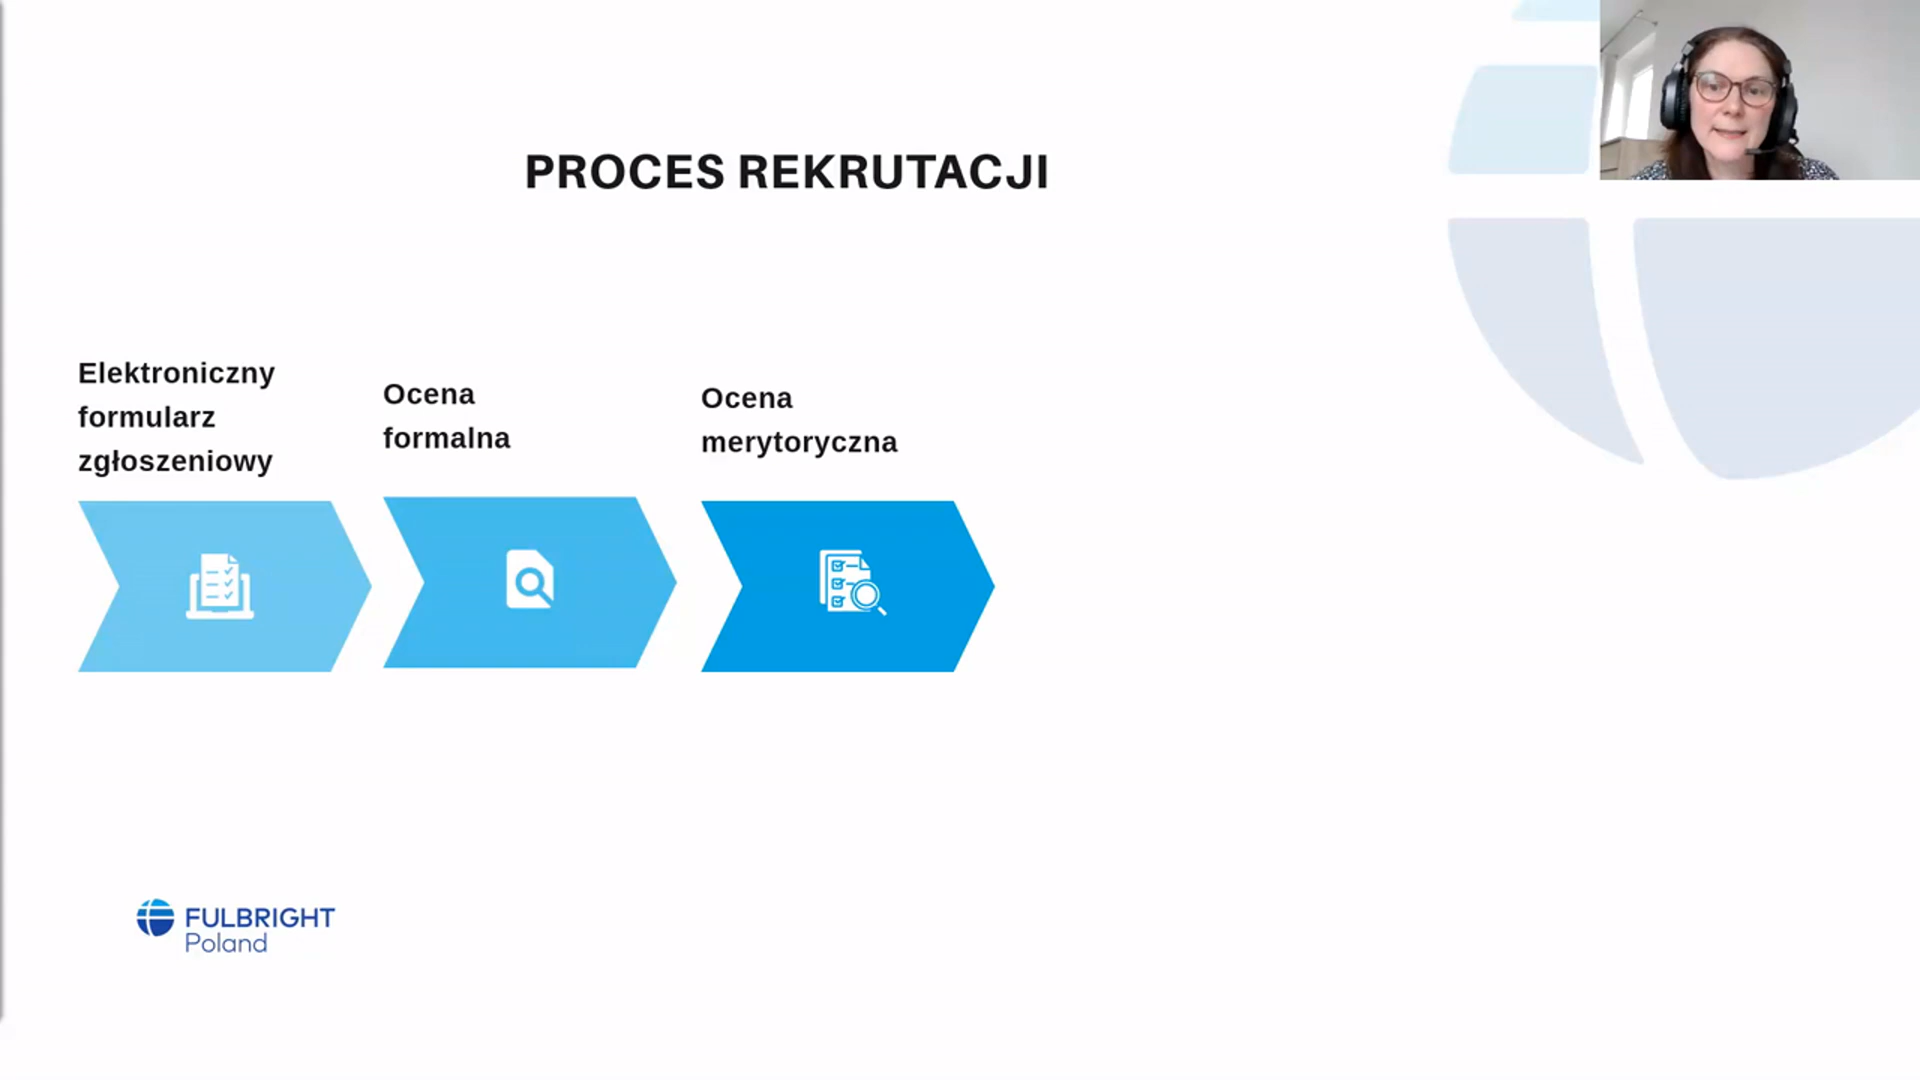 PROCES REKRUTACJI
Elektroniczny
formularz
zgłoszeniowy
Ocena
formalna
Ocena
merytoryczna
FULBRIGHT
Poland